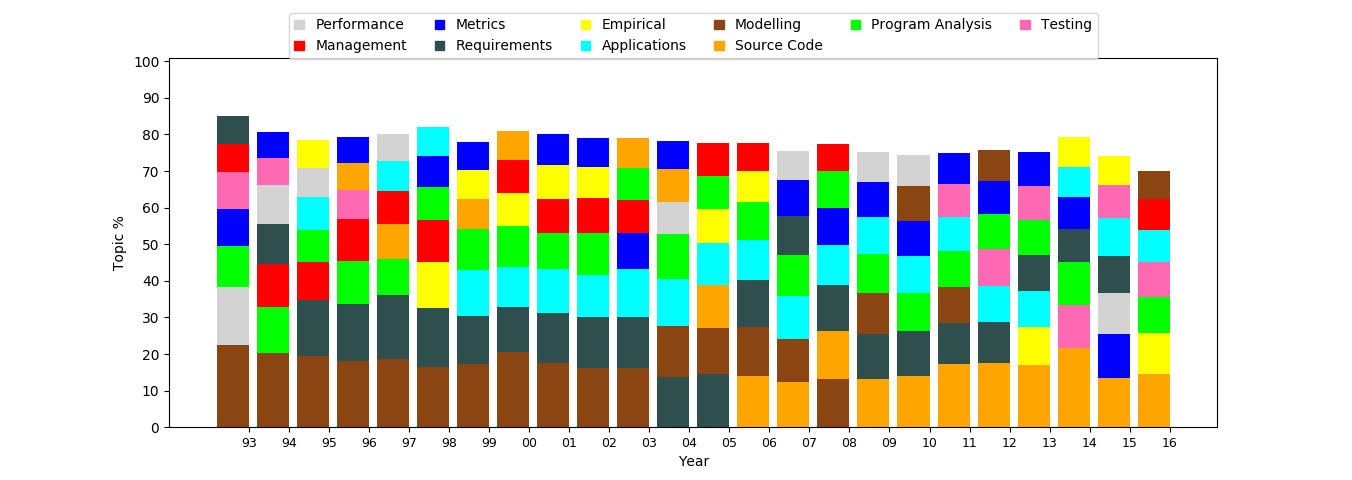 Performance Metrics Empirical Modelling Program Analysis Testing
Management Requirements Applications Source Code
100
90
80
70
60
50
40
30
20
10
0
Topic %
93 94 95 96 97 98 99 00 01 02 03 04 05 06 07 08 09 10 11 12 13 14 15 16
Year